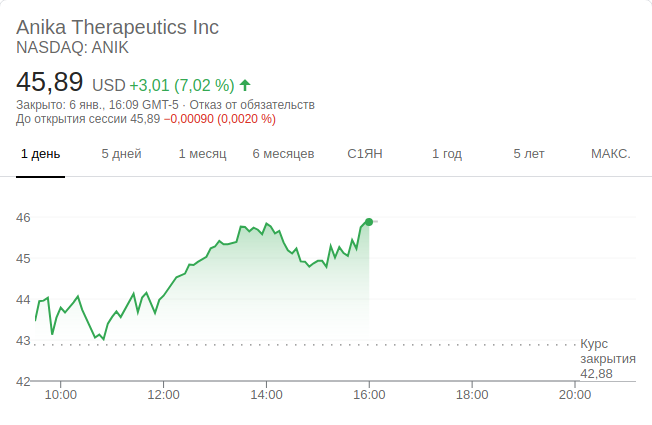 Anika Therapeutics Inc
NASDAQ: ANIK
45,89 USD +3,01 (7,02 %)
Закрыто: 6 янв., 16:09 GMT-5 · Отказ от обязательств
До открытия сессии 45,89 −0,00090 (0,0020 %)
1 день 5 дней 1 месяц 6 месяцев С1ЯН 1 год 5 лет МАКС.
46
45
44
43
Курс
закрытия
42,88
42
10:00 12:00 14:00 16:00 18:00 20:00